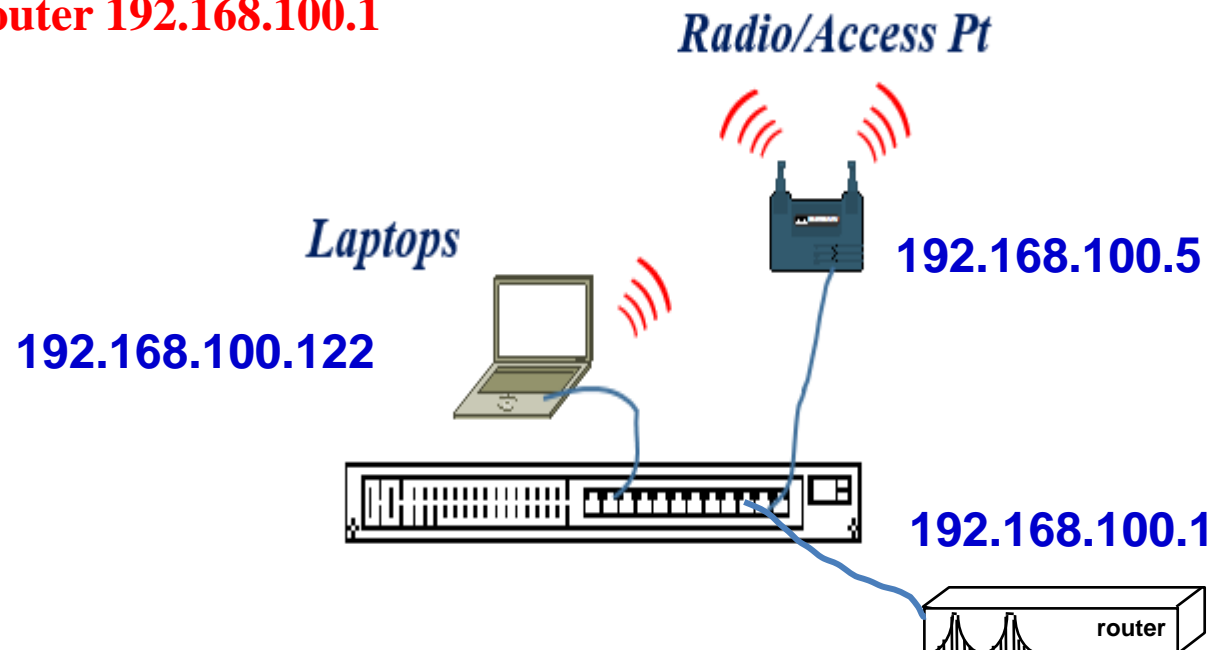 outer 192.168.100.1
Radio/Access Pt
Laptops
192.168.100.5
192.168.100.122
192.168.100.1
router